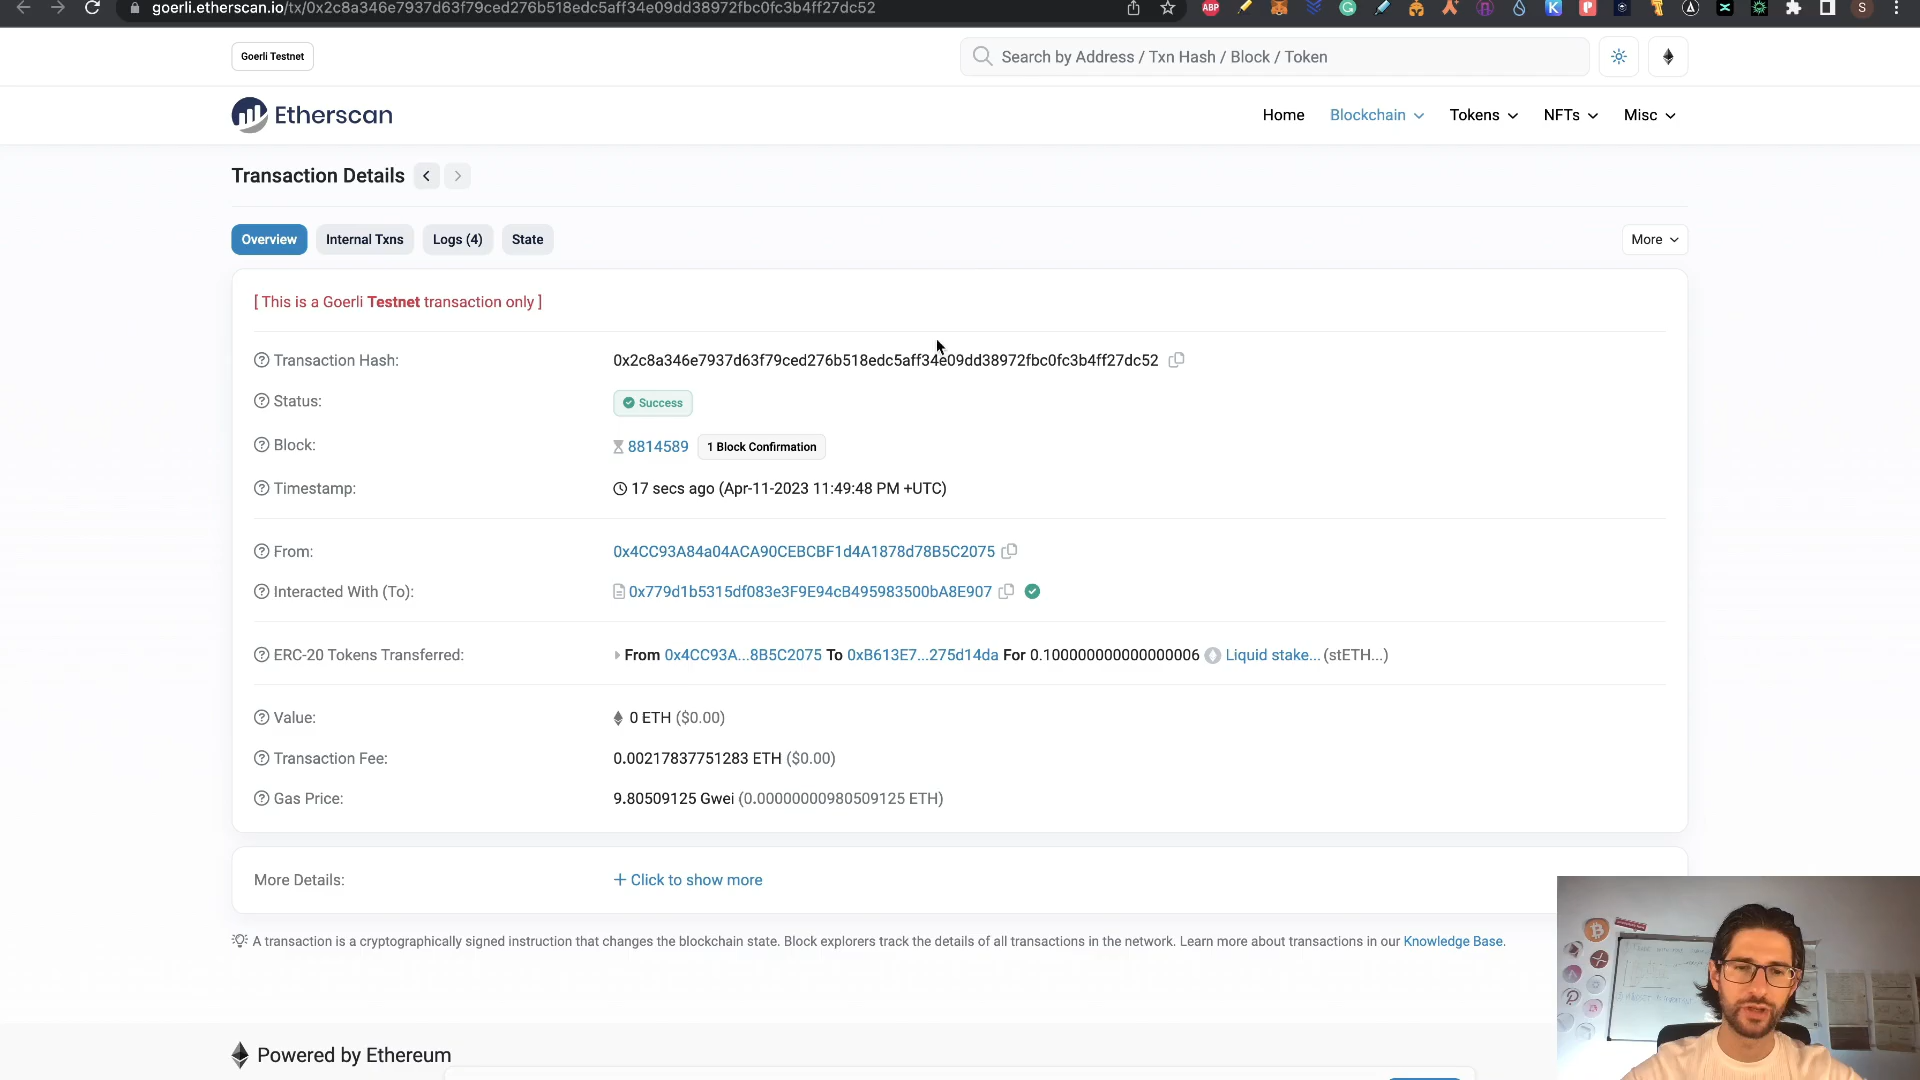 goerli.etherscan.io/tx/0x2c8a346e7937d63f79ced276b518edc5aff34e09dd38972fbc0fc3b4ff27dc52
ABP
K
S
Goerli Testnet
Search by Address / Txn Hash / Block / Token
Etherscan
Home Blockchain Tokens NFTs Misc
Transaction Details
Overview Internal Txns Logs (4) State More
[ This is a Goerli Testnet transaction only ]
Transaction Hash: 0x2c8a346e7937d63f79ced276b518edc5aff34e09dd38972fbc0fc3b4ff27dc52
Status: Success
Block: 8814589 1 Block Confirmation
Timestamp: 17 secs ago (Apr-11-2023 11:49:48 PM +UTC)
From: 0x4CC93A84a04ACA90CEBCBF1d4A1878d78B5C2075
Interacted With (To): 0x779d1b5315df083e3F9E94cB495983500bA8E907
ERC-20 Tokens Transferred: From 0x4CC93A...8B5C2075 To 0xB613E7...275d14da For 0.100000000000000006 Liquid stake... (stETH...)
Value: 0 ETH ($0.00)
Transaction Fee: 0.00217837751283 ETH ($0.00)
Gas Price: 9.80509125 Gwei (0.00000000980509125 ETH)
More Details: + Click to show more
A transaction is a cryptographically signed instruction that changes the blockchain state. Block explorers track the details of all transactions in the network. Learn more about transactions in our Knowledge Base.
Powered by Ethereum